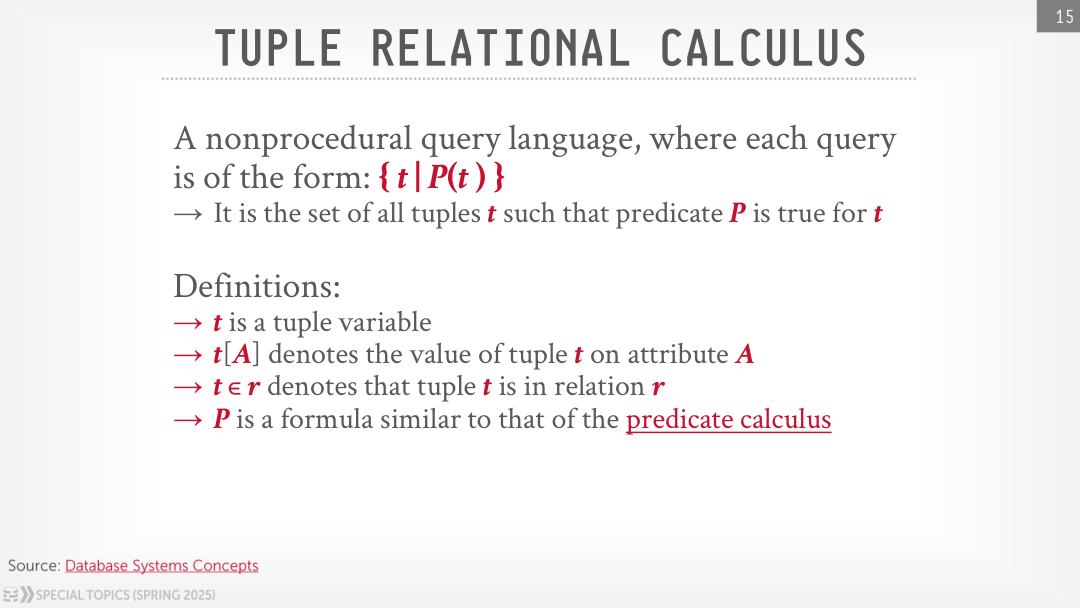 15
TUPLE RELATIONAL CALCULUS
A nonprocedural query language, where each query
is of the form: { t | P(t ) }
→ It is the set of all tuples t such that predicate P is true for t
Definitions:
→ t is a tuple variable
→ t[A] denotes the value of tuple t on attribute A
→ t ∈ r denotes that tuple t is in relation r
→ P is a formula similar to that of the predicate calculus
Source: Database Systems Concepts
SPECIAL TOPICS (SPRING 2025)